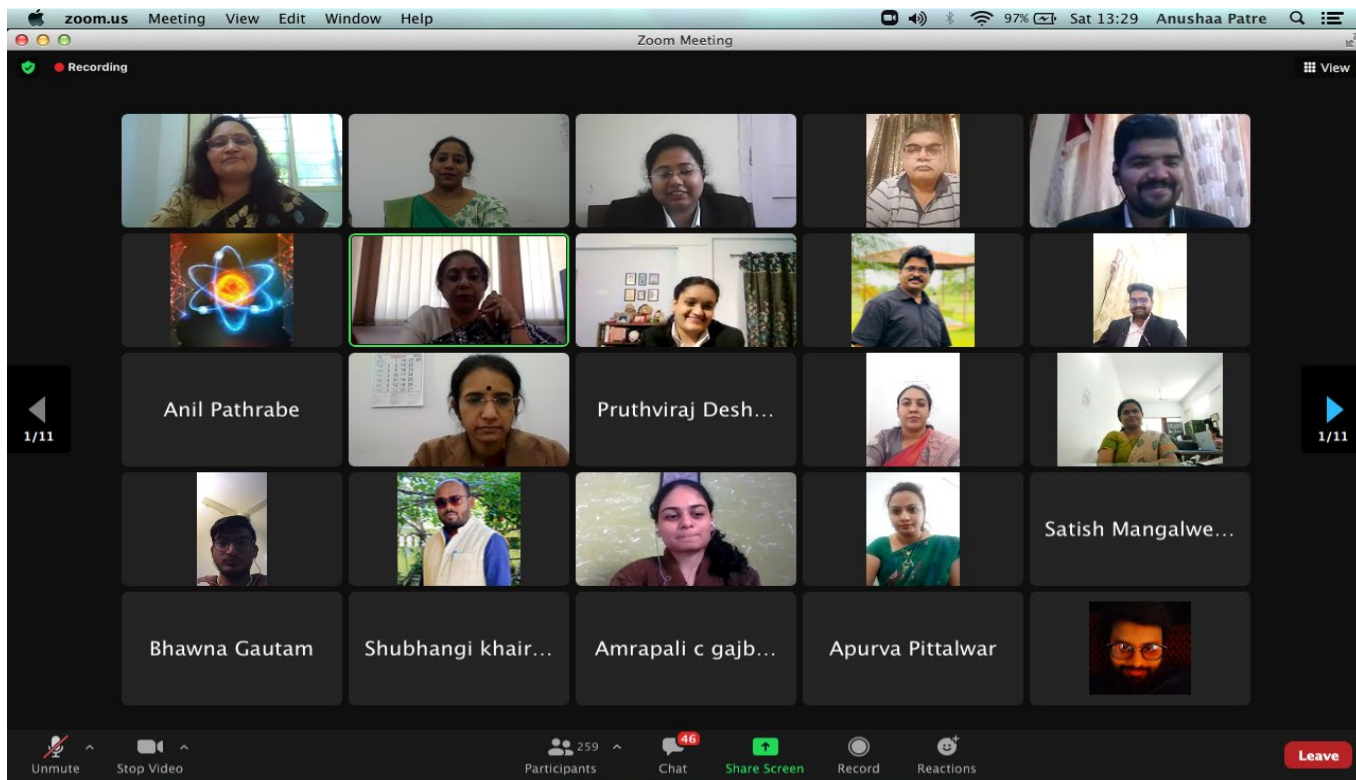 zoom.us Meeting View Edit Window Help 97% Sat 13:29 Anushaa Patre
Zoom Meeting
Recording
View
Anil Pathrabe
Pruthviraj Desh...
1/11
1/11
Satish Mangalwe...
Bhawna Gautam
Shubhangi khair...
Amrapali c gajb...
Apurva Pittalwar
Unmute
Stop Video
259
Participants
46
Chat
Share Screen
Record
Reactions
Leave